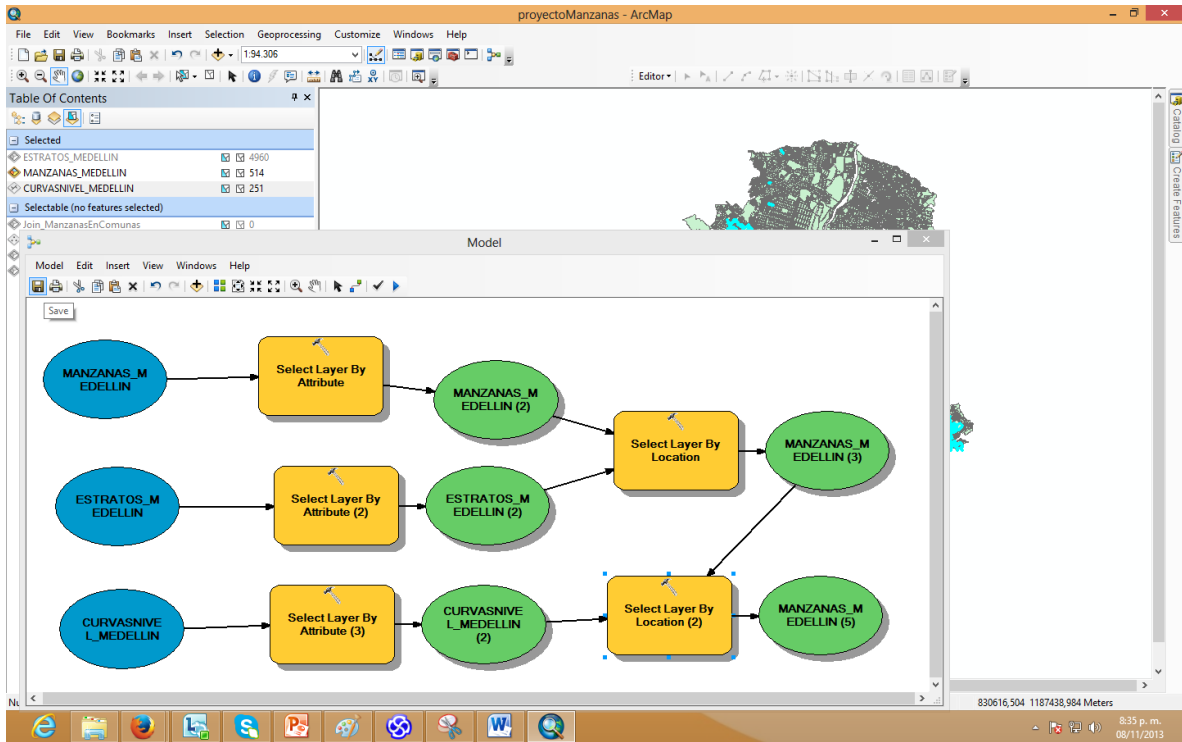 proyectoManzanas - ArcMap
File Edit View Bookmarks Insert Selection Geoprocessing Customize Windows Help
1:94.306
Editor
Table Of Contents
Selected
ESTRATOS_MEDELLIN 4960
MANZANAS_MEDELLIN 514
CURVASNIVEL_MEDELLIN 251
Selectable (no features selected)
Join_ManzanasEnComunas 0
Catalog
Create Features
Model
Model Edit Insert View Windows Help
Save
MANZANAS_M
EDELLIN
Select Layer By
Attribute
MANZANAS_M
EDELLIN (2)
Select Layer By
Location
MANZANAS_M
EDELLIN (3)
ESTRATOS_M
EDELLIN
Select Layer By
Attribute (2)
ESTRATOS_M
EDELLIN (2)
CURVASNIVE
L_MEDELLIN
Select Layer By
Attribute (3)
CURVASNIVE
L_MEDELLIN
(2)
Select Layer By
Location (2)
MANZANAS_M
EDELLIN (5)
830616,504 1187438,984 Meters
8:35 p. m.
08/11/2013